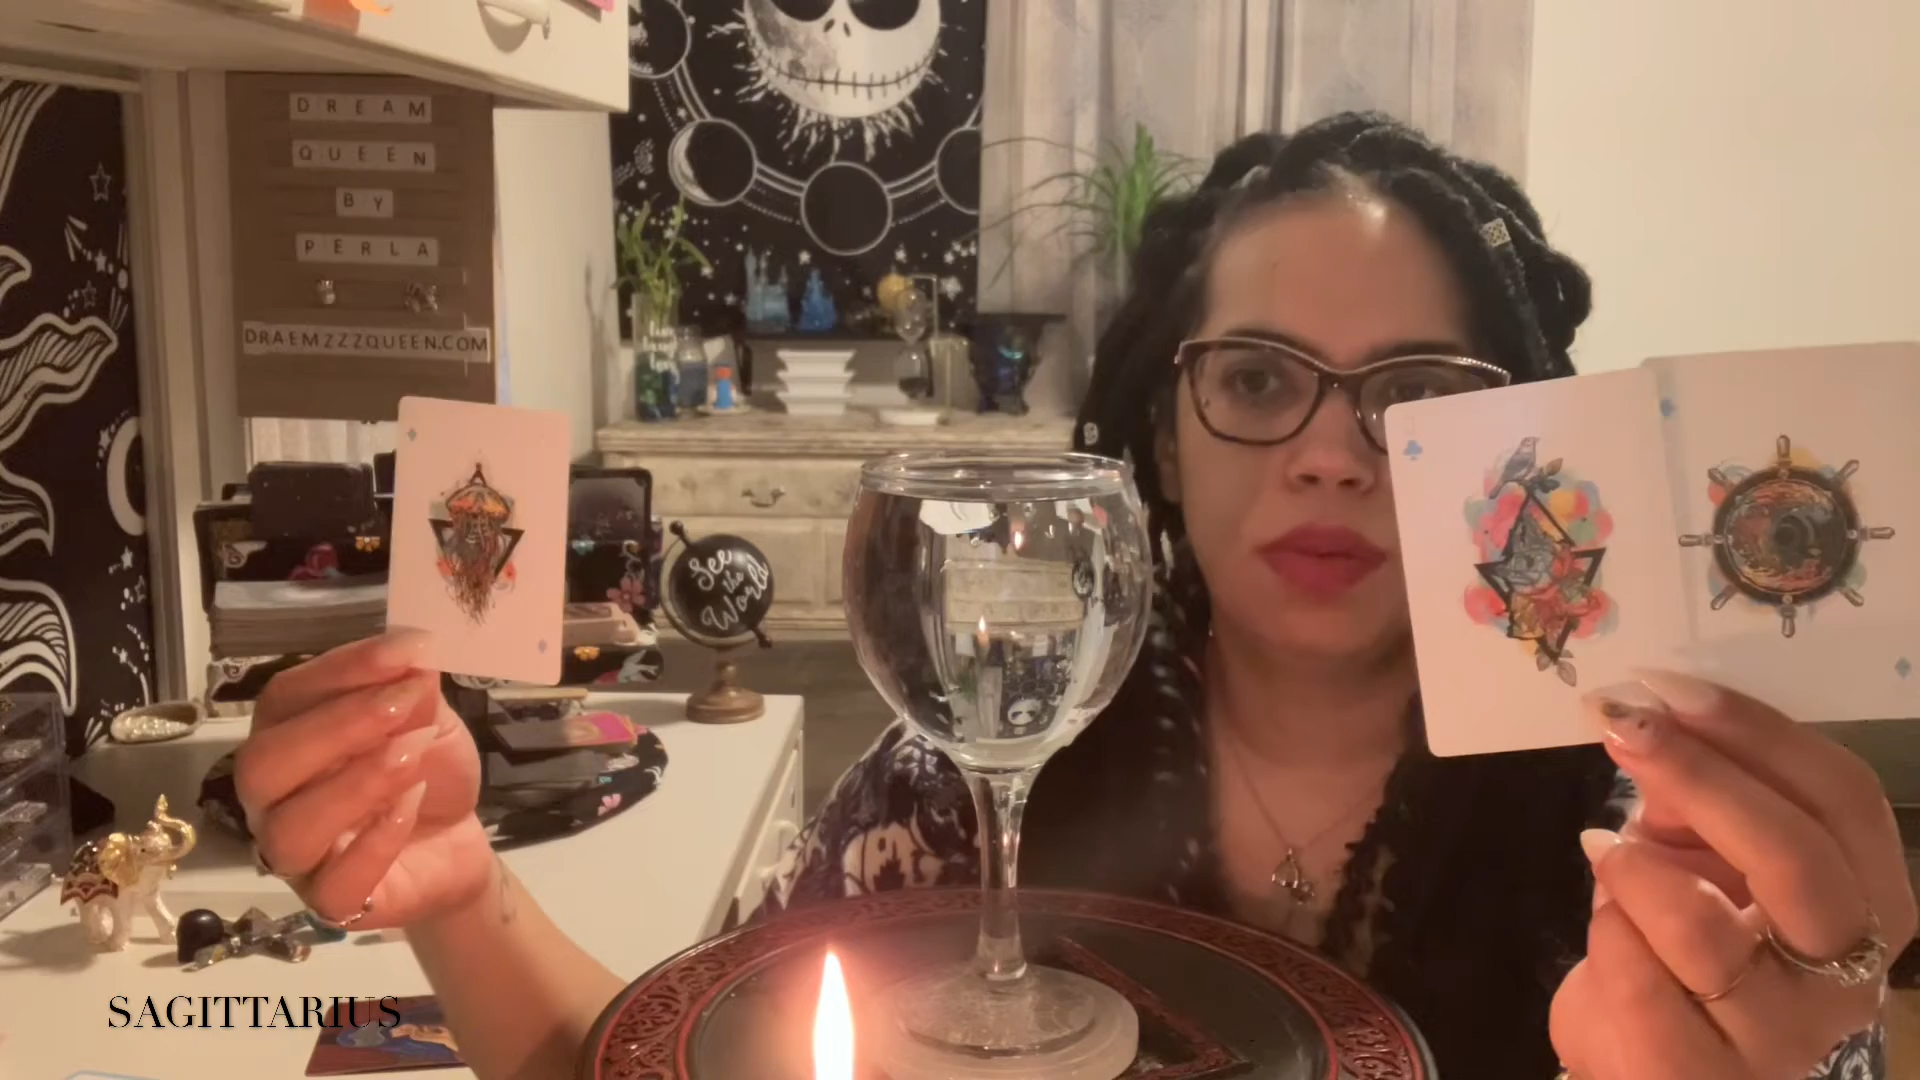 DREAM
QUEEN
BY
PERLA
DRAEMZZZQUEEN.COM
See
the
World
SAGITTARIUS